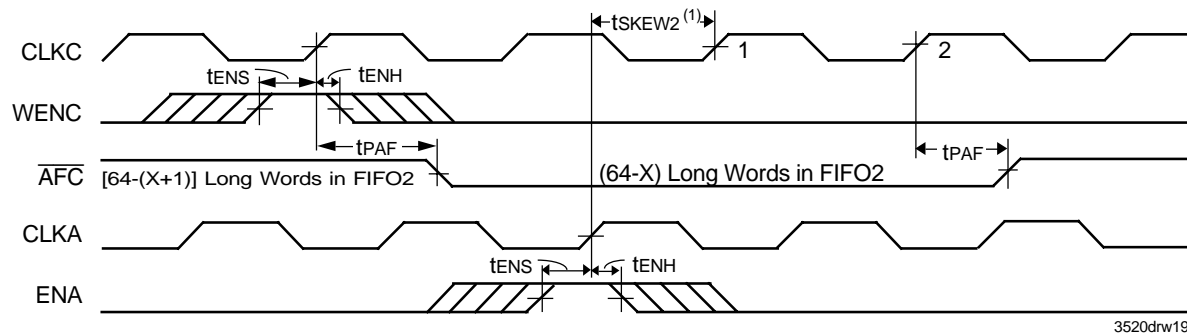 tSKEW2 (1)
CLKC 1 2
tENS tENH
WENC
tPAF tPAF
AFC [64-(X+1)] Long Words in FIFO2 (64-X) Long Words in FIFO2
CLKA
tENS tENH
ENA
3520drw19